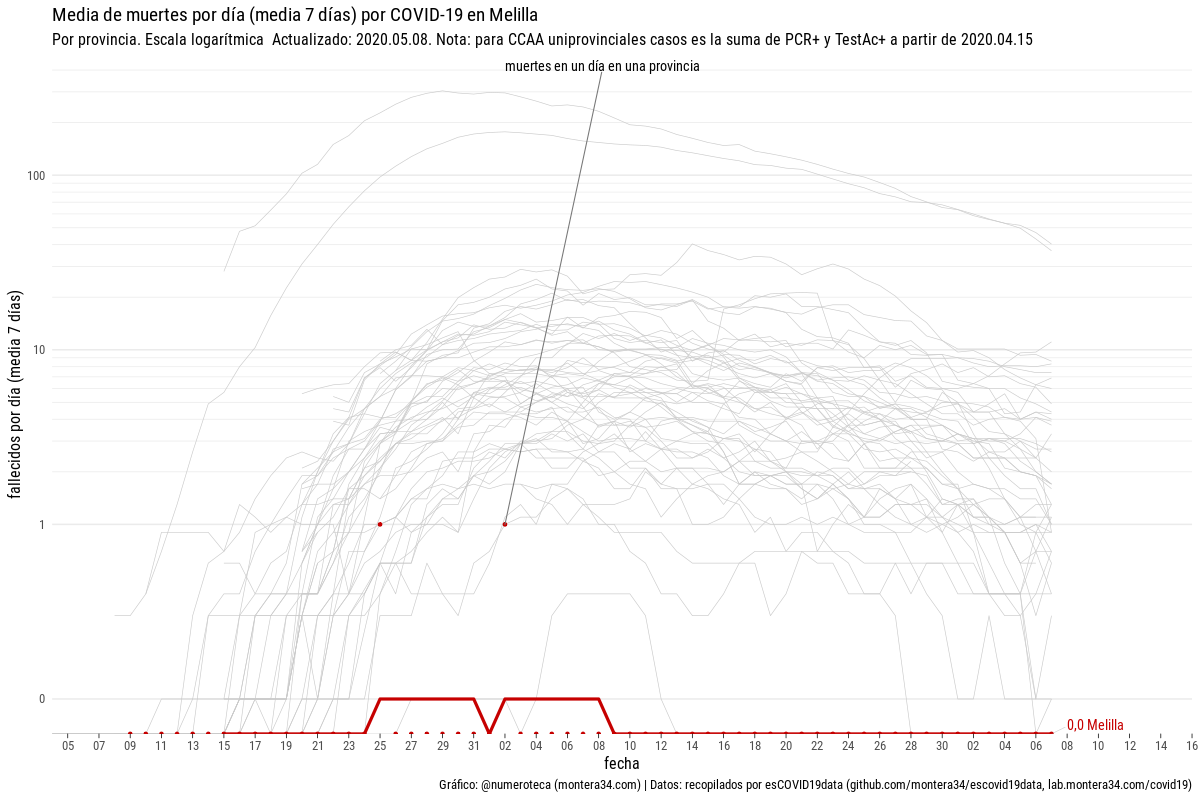 Media de muertes por día (media 7 días) por COVID-19 en Melilla
Por provincia. Escala logarítmica  Actualizado: 2020.05.08. Nota: para CCAA uniprovinciales casos es la suma de PCR+ y TestAc+ a partir de 2020.04.15
muertes en un día en una provincia
fallecidos por día (media  7 días)
100
10
1
0
0,0 Melilla
05 07 09 11 13 15 17 19 21 23 25 27 29 31 02 04 06 08 10 12 14 16 18 20 22 24 26 28 30 02 04 06 08 10 12 14 16
fecha
Gráfico: @numeroteca (montera34.com) | Datos: recopilados por esCOVID19data (github.com/montera34/escovid19data, lab.montera34.com/covid19)